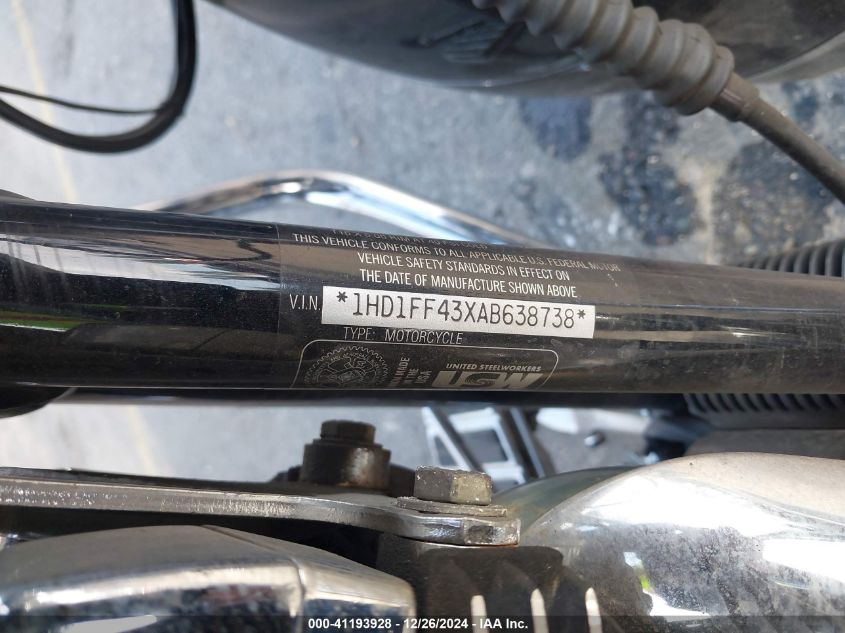 THIS VEHICLE CONFORMS TO ALL APPLICABLE U.S. FEDERAL MOTOR
VEHICLE SAFETY STANDARDS IN EFFECT ON
THE DATE OF MANUFACTURE SHOWN ABOVE.
V.I.N. *1HD1FF43XAB638738*
TYPE: MOTORCYCLE
MADE IN THE U.S.A
UNITED STEELWORKERS
USW
000-41193928 - 12/26/2024 - IAA Inc.